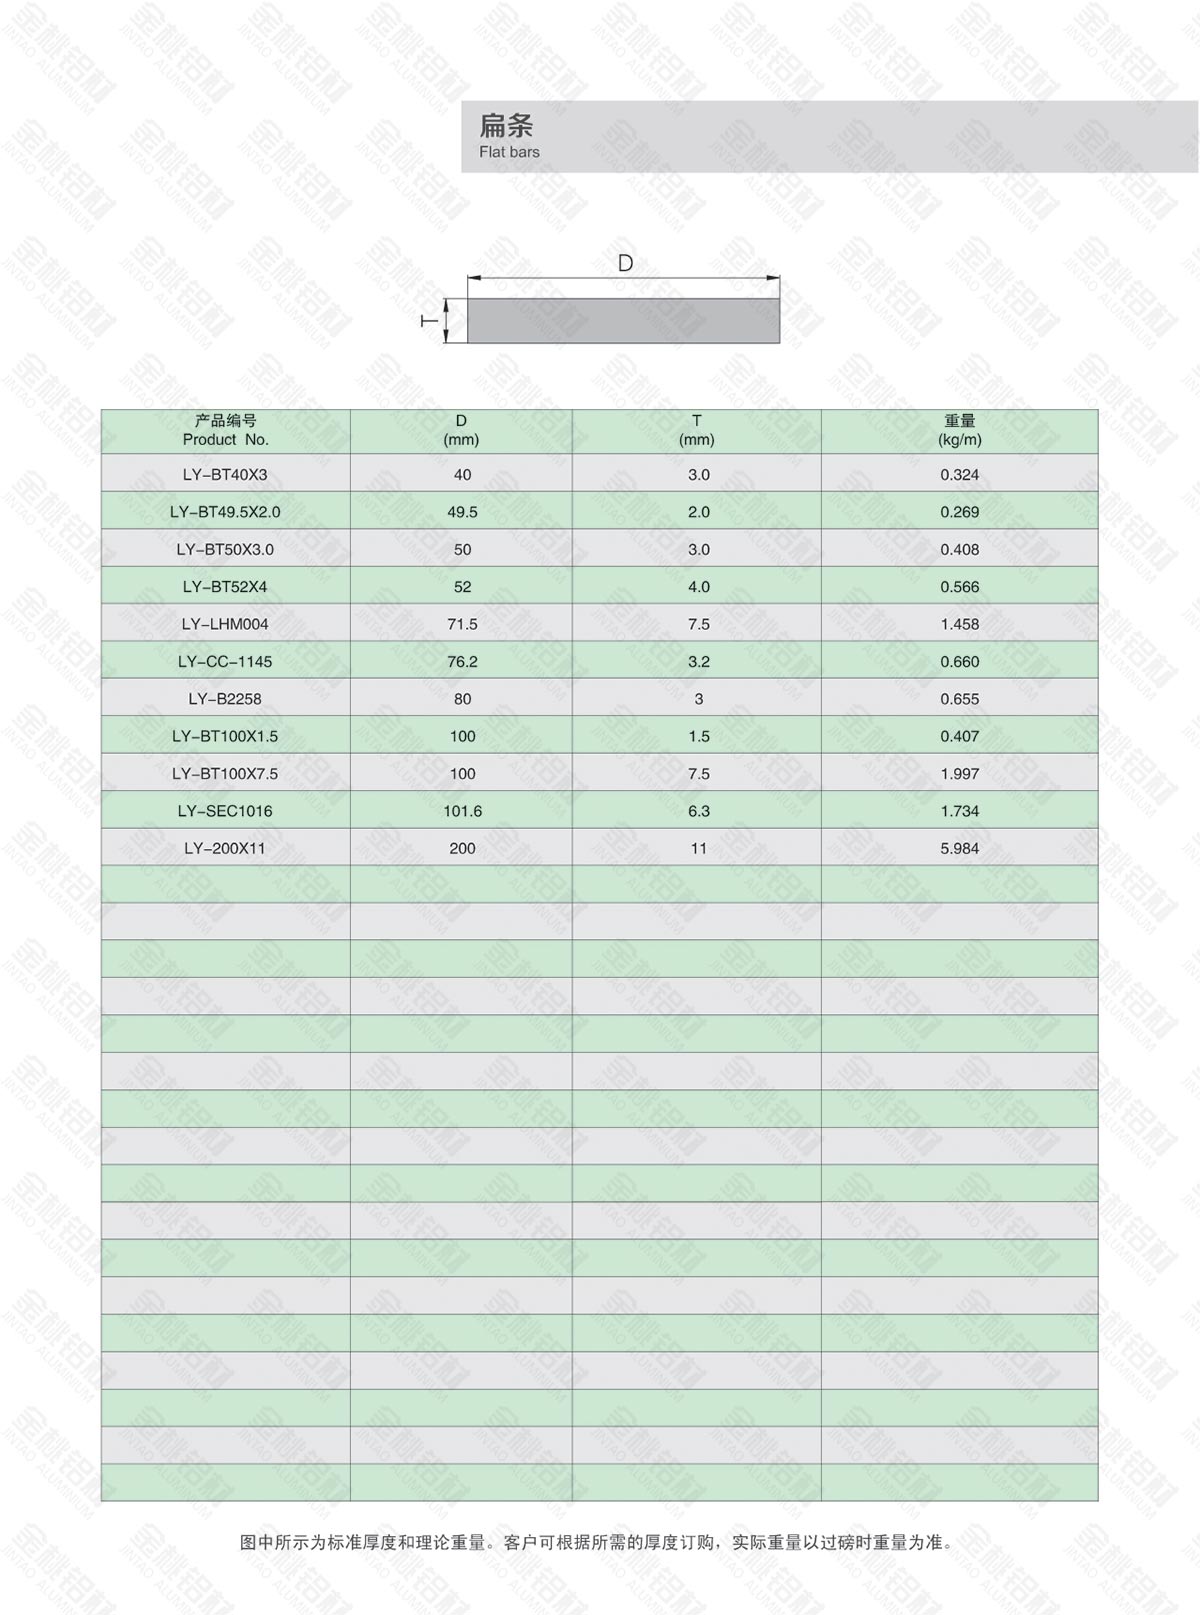 扁条
Flat bars
D
T
产品编号 D T 重量
Product No. (mm) (mm) (kg/m)
LY-BT40X3 40 3.0 0.324
LY-BT49.5X2.0 49.5 2.0 0.269
LY-BT50X3.0 50 3.0 0.408
LY-BT52X4 52 4.0 0.566
LY-LHM004 71.5 7.5 1.458
LY-CC-1145 76.2 3.2 0.660
LY-B2258 80 3 0.655
LY-BT100X1.5 100 1.5 0.407
LY-BT100X7.5 100 7.5 1.997
LY-SEC1016 101.6 6.3 1.734
LY-200X11 200 11 5.984
图中所示为标准厚度和理论重量。客户可根据所需的厚度订购，实际重量以过磅时重量为准。
金桃铝材
JINTAO ALUMINIUM